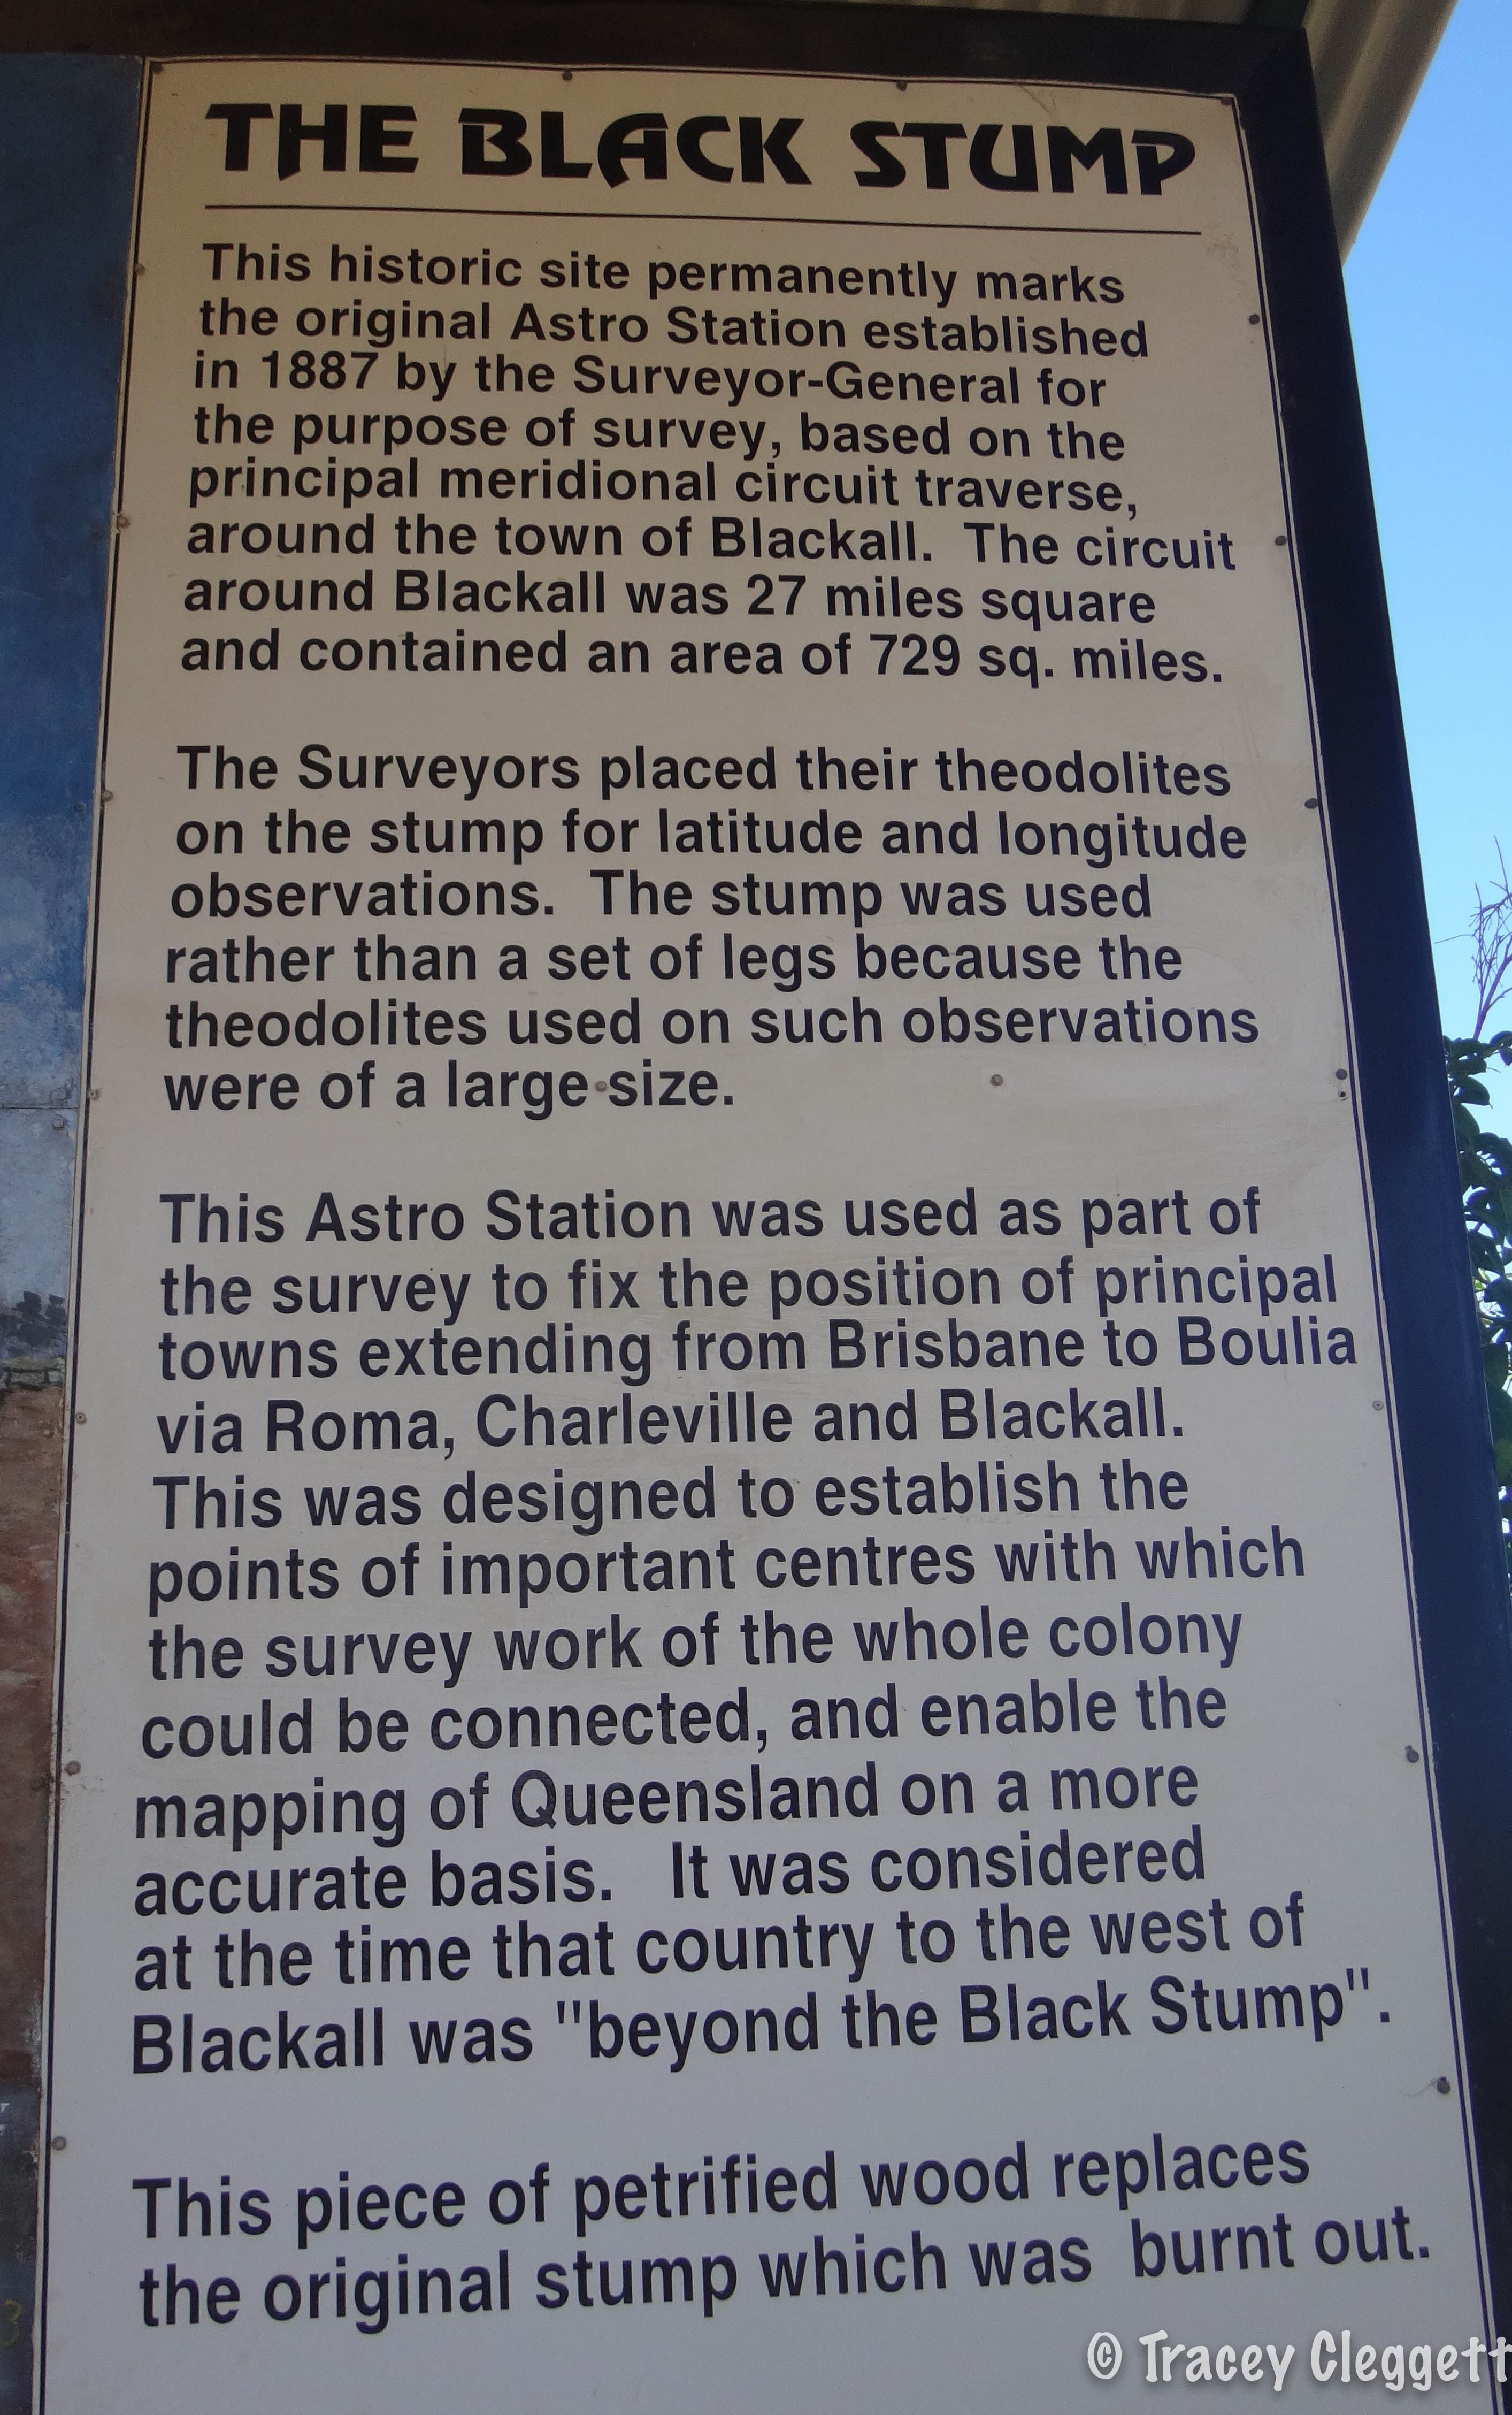 THE BLACK STUMP
This historic site permanently marks
the original Astro Station established
in 1887 by the Surveyor-General for
the purpose of survey, based on the
principal meridional circuit traverse,
around the town of Blackall.  The circuit
around Blackall was 27 miles square
and contained an area of 729 sq. miles.
The Surveyors placed their theodolites
on the stump for latitude and longitude
observations.  The stump was used
rather than a set of legs because the
theodolites used on such observations
were of a large size.
This Astro Station was used as part of
the survey to fix the position of principal
towns extending from Brisbane to Boulia
via Roma, Charleville and Blackall.
This was designed to establish the
points of important centres with which
the survey work of the whole colony
could be connected, and enable the
mapping of Queensland on a more
accurate basis.   It was considered
at the time that country to the west of
Blackall was "beyond the Black Stump".
This piece of petrified wood replaces
the original stump which was  burnt out.
© Tracey Cleggett